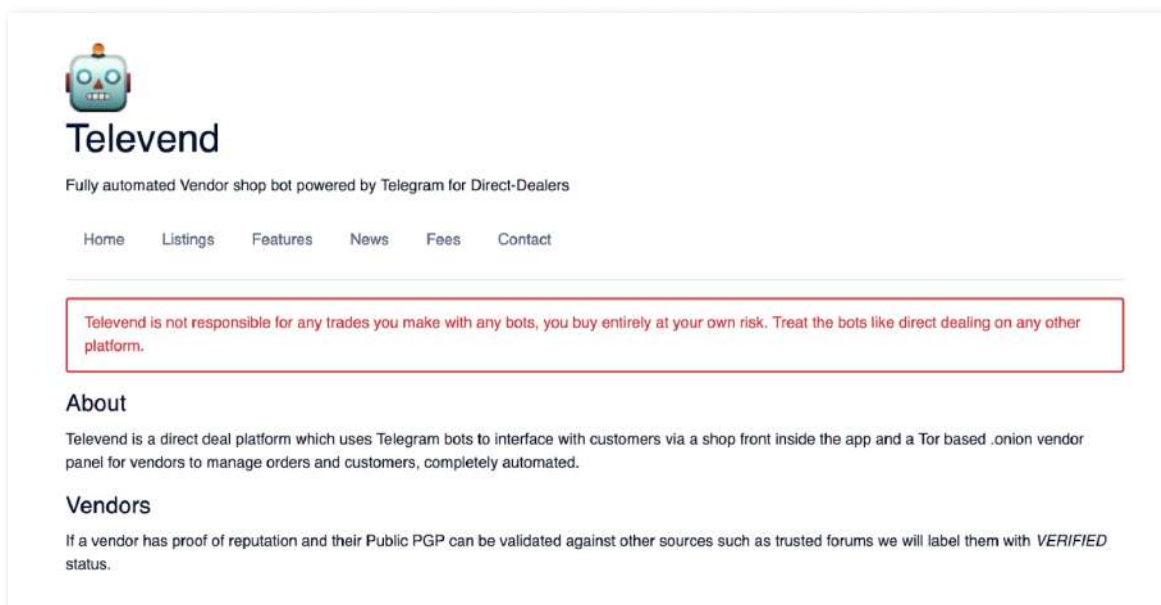 Televend
Fully automated Vendor shop bot powered by Telegram for Direct-Dealers
Home Listings Features News Fees Contact
Televend is not responsible for any trades you make with any bots, you buy entirely at your own risk. Treat the bots like direct dealing on any other
platform.
About
Televend is a direct deal platform which uses Telegram bots to interface with customers via a shop front inside the app and a Tor based .onion vendor
panel for vendors to manage orders and customers, completely automated.
Vendors
If a vendor has proof of reputation and their Public PGP can be validated against other sources such as trusted forums we will label them with VERIFIED
status.